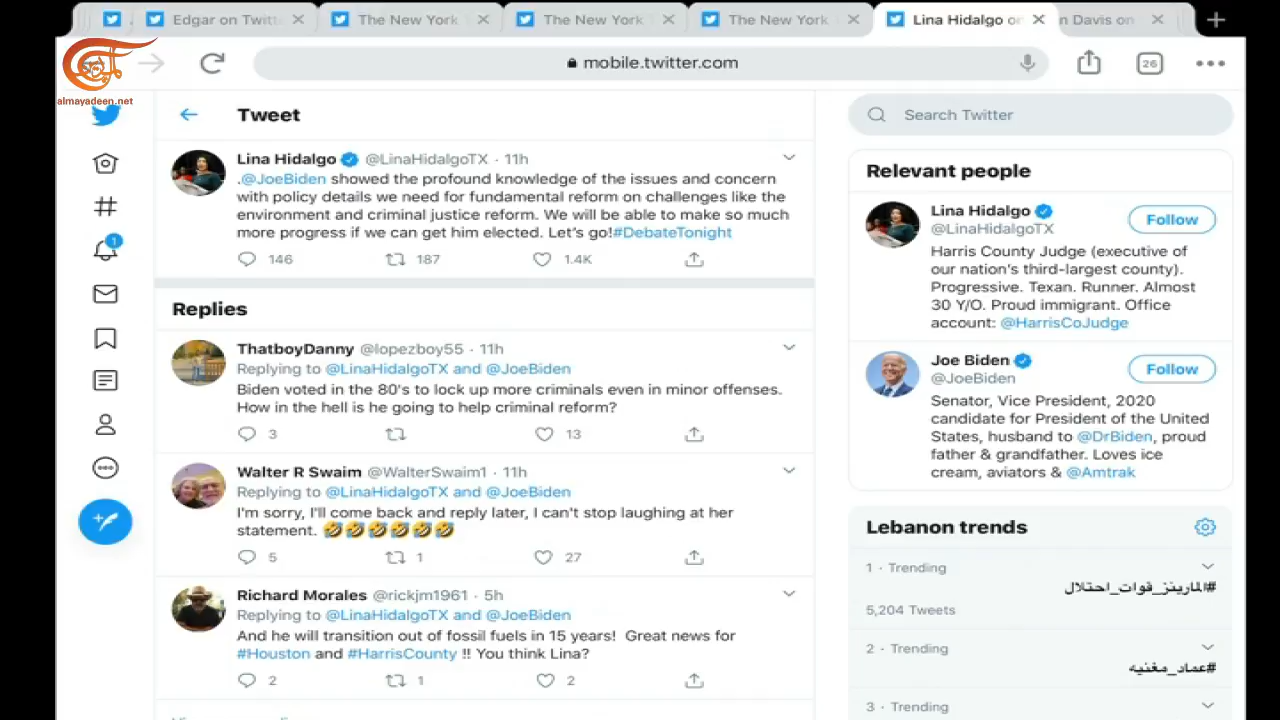 Edgar on Twitt
The New York
The New York
The New York
Lina Hidalgo o
n Davis on
الميادين
almayadeen.net
mobile.twitter.com
26
Tweet
Search Twitter
Lina Hidalgo @LinaHidalgoTX · 11h
.@JoeBiden showed the profound knowledge of the issues and concern
with policy details we need for fundamental reform on challenges like the
environment and criminal justice reform. We will be able to make so much
more progress if we can get him elected. Let's go!#DebateTonight
146 187 1.4K
1
Replies
ThatboyDanny @lopezboy55 · 11h
Replying to @LinaHidalgoTX and @JoeBiden
Biden voted in the 80's to lock up more criminals even in minor offenses.
How in the hell is he going to help criminal reform?
3 13
Walter R Swaim @WalterSwaim1 · 11h
Replying to @LinaHidalgoTX and @JoeBiden
I'm sorry, I'll come back and reply later, I can't stop laughing at her
statement. 🤣🤣🤣🤣🤣🤣
5 1 27
Richard Morales @rickjm1961 · 5h
Replying to @LinaHidalgoTX and @JoeBiden
And he will transition out of fossil fuels in 15 years! Great news for
#Houston and #HarrisCounty !! You think Lina?
2 1 2
Relevant people
Lina Hidalgo
@LinaHidalgoTX
Follow
Harris County Judge (executive of
our nation's third-largest county).
Progressive. Texan. Runner. Almost
30 Y/O. Proud immigrant. Office
account: @HarrisCoJudge
Joe Biden
@JoeBiden
Follow
Senator, Vice President, 2020
candidate for President of the United
States, husband to @DrBiden, proud
father & grandfather. Loves ice
cream, aviators & @Amtrak
Lebanon trends
1 · Trending
#المارينز_قوات_احتلال
5,204 Tweets
2 · Trending
#عماد_مغنيه
3 · Trending